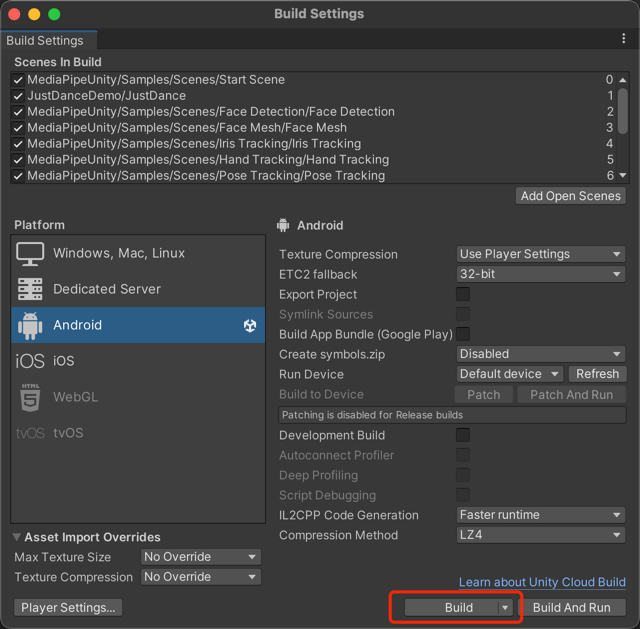 Build Settings
Build Settings
Scenes In Build
MediaPipeUnity/Samples/Scenes/Start Scene 0
JustDanceDemo/JustDance 1
MediaPipeUnity/Samples/Scenes/Face Detection/Face Detection 2
MediaPipeUnity/Samples/Scenes/Face Mesh/Face Mesh 3
MediaPipeUnity/Samples/Scenes/Iris Tracking/Iris Tracking 4
MediaPipeUnity/Samples/Scenes/Hand Tracking/Hand Tracking 5
MediaPipeUnity/Samples/Scenes/Pose Tracking/Pose Tracking 6
Add Open Scenes
Platform
Windows, Mac, Linux
Dedicated Server
Android
iOS iOS
HTML 5 WebGL
tvOS tvOS
Android
Texture Compression Use Player Settings
ETC2 fallback 32-bit
Export Project
Symlink Sources
Build App Bundle (Google Play)
Create symbols.zip Disabled
Run Device Default device Refresh
Build to Device Patch Patch And Run
Patching is disabled for Release builds
Development Build
Autoconnect Profiler
Deep Profiling
Script Debugging
IL2CPP Code Generation Faster runtime
Compression Method LZ4
Asset Import Overrides
Max Texture Size No Override
Texture Compression No Override
Learn about Unity Cloud Build
Player Settings... Build Build And Run